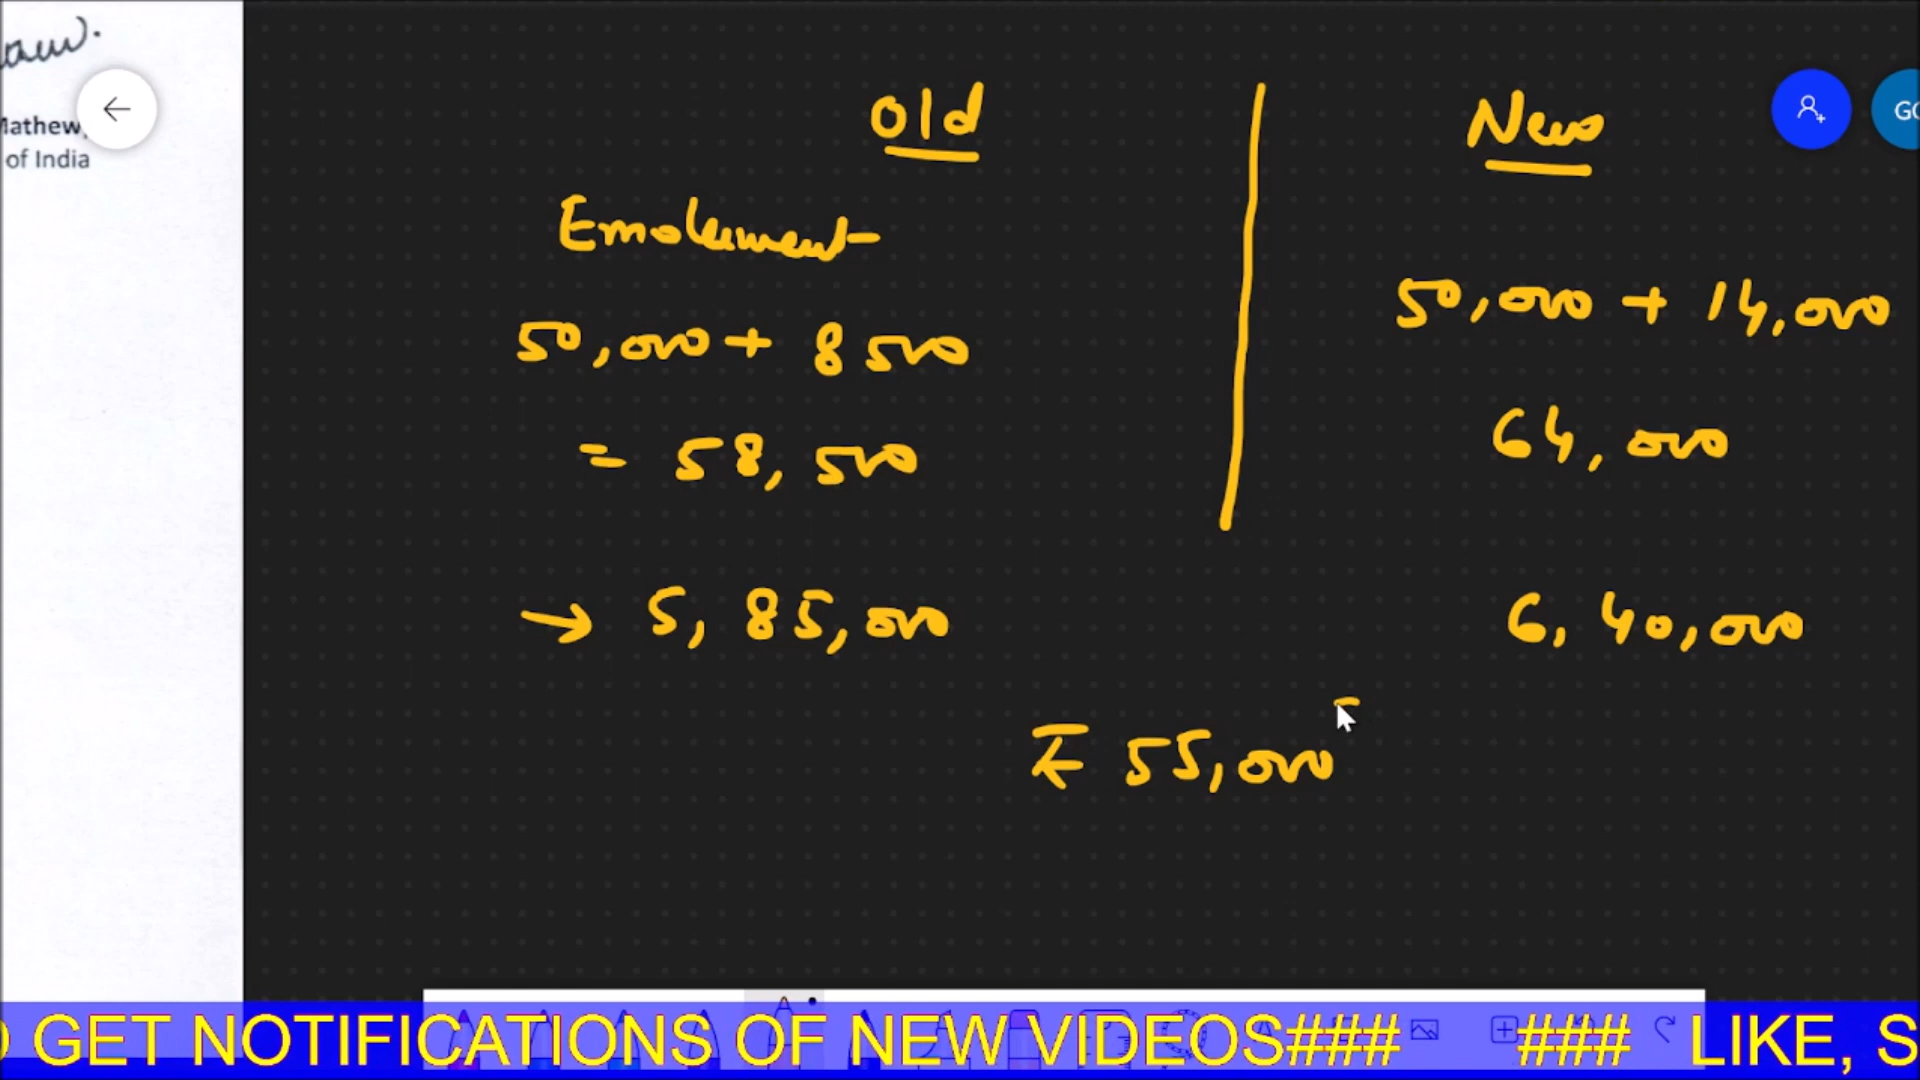 Mathew,
of India
GO
Old
Emolument
50,000 + 8500
= 58,500
→ 5,85,000
New
50,000 + 14,000
64,000
6,40,000
₹ 55,000
GET NOTIFICATIONS OF NEW VIDEOS### ### LIKE, S